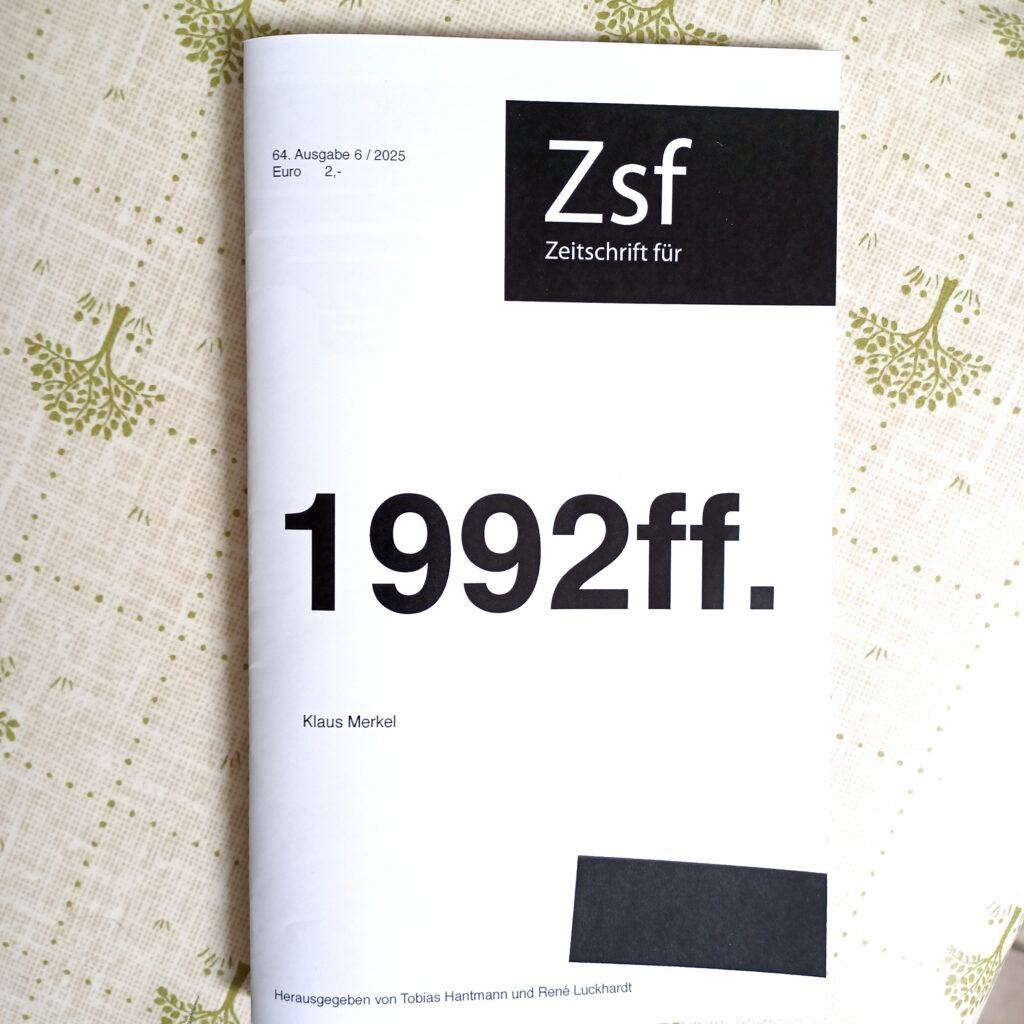 64. Ausgabe 6 / 2025
Euro 2,-
Zsf
Zeitschrift für
1992ff.
Klaus Merkel
Herausgegeben von Tobias Hantmann und René Luckhardt